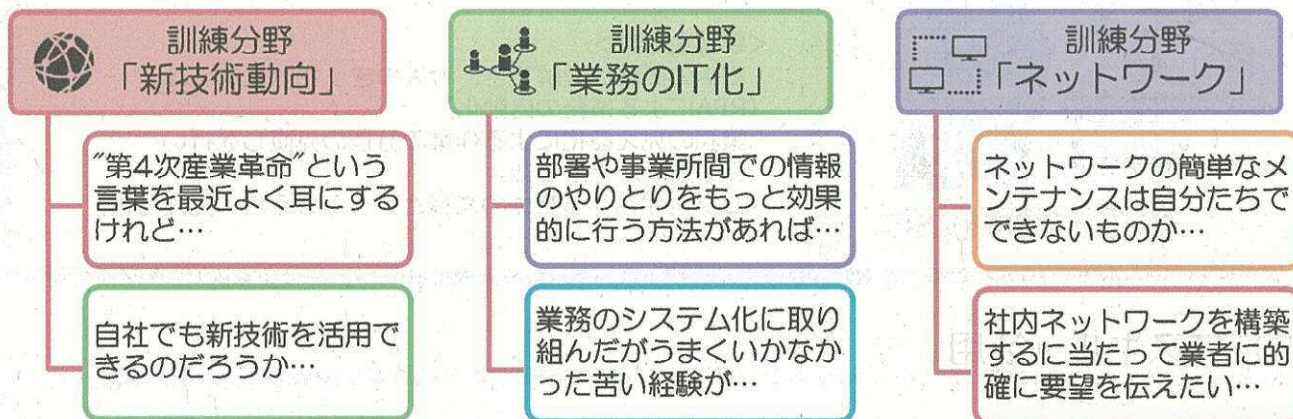 訓練分野
「新技術動向」
"第4次産業革命"という
言葉を最近よく耳にする
けれど…
自社でも新技術を活用で
きるのだろうか…
訓練分野
「業務のIT化」
部署や事業所間での情報
のやりとりをもっと効果
的に行う方法があれば…
業務のシステム化に取り
組んだがうまくいかなか
った苦い経験が…
訓練分野
「ネットワーク」
ネットワークの簡単なメ
ンテナンスは自分たちで
できないものか…
社内ネットワークを構築
するに当たって業者に的
確に要望を伝えたい…